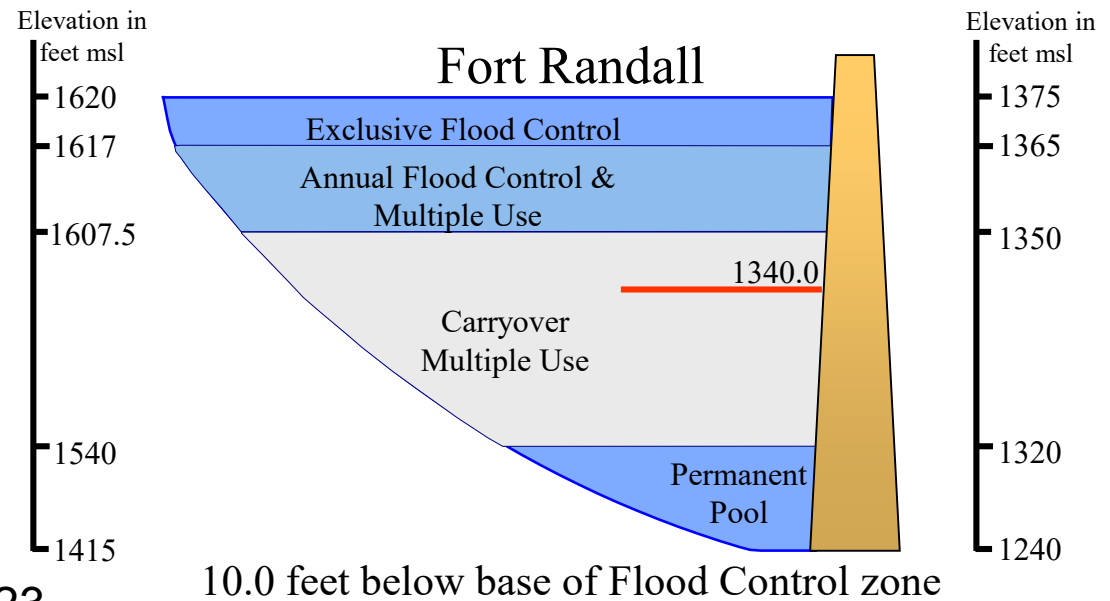 Elevation in
feet msl
Elevation in
feet msl
Fort Randall
1620
Exclusive Flood Control
1375
1617
1365
Annual Flood Control &
Multiple Use
1607.5
1350
1340.0
Carryover
Multiple Use
1540
1320
Permanent
Pool
1415
1240
10.0 feet below base of Flood Control zone